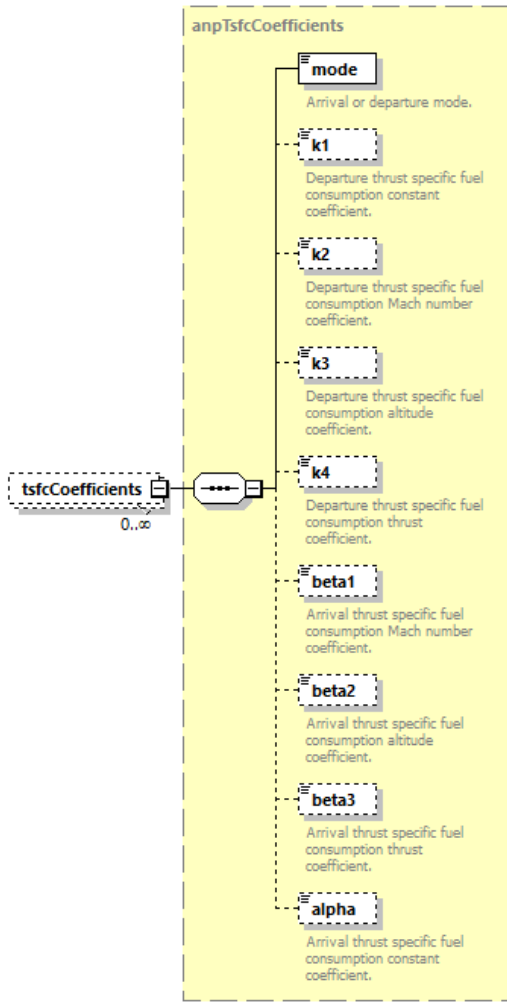 anpTsfcCoefficients
mode
Arrival or departure mode.
k1
Departure thrust specific fuel
consumption constant
coefficient.
k2
Departure thrust specific fuel
consumption Mach number
coefficient.
k3
Departure thrust specific fuel
consumption altitude
coefficient.
k4
Departure thrust specific fuel
consumption thrust
coefficient.
tsfcCoefficients
0..∞
beta1
Arrival thrust specific fuel
consumption Mach number
coefficient.
beta2
Arrival thrust specific fuel
consumption altitude
coefficient.
beta3
Arrival thrust specific fuel
consumption thrust
coefficient.
alpha
Arrival thrust specific fuel
consumption constant
coefficient.